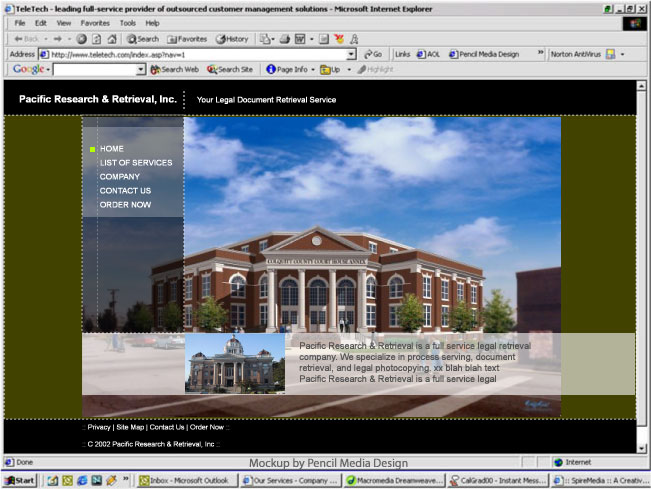 TeleTech - leading full-service provider of outsourced customer management solutions - Microsoft Internet Explorer
File Edit View Favorites Tools Help
Back Search Favorites History
Address http://www.teletech.com/index.asp?nav=1 Go Links AOL Pencil Media Design » Norton AntiVirus
Google Search Web Search Site Page Info Up Highlight
Pacific Research & Retrieval, Inc. Your Legal Document Retrieval Service
HOME
LIST OF SERVICES
COMPANY
CONTACT US
ORDER NOW
COLQUITT COUNTY COURT HOUSE ANNEX
Pacific Research & Retrieval is a full service legal retrieval
company. We specialize in process serving, document
retrieval, and legal photocopying. xx blah blah text
Pacific Research & Retrieval is a full service legal
:: Privacy | Site Map | Contact Us | Order Now ::
:: © 2002 Pacific Research & Retrieval, Inc ::
Done Mockup by Pencil Media Design Internet
Start Inbox - Microsoft Outlook Our Services - Company ... Macromedia Dreamweave... CalGrad00 - Instant Mess... :: SpireMedia :: A Creativ...